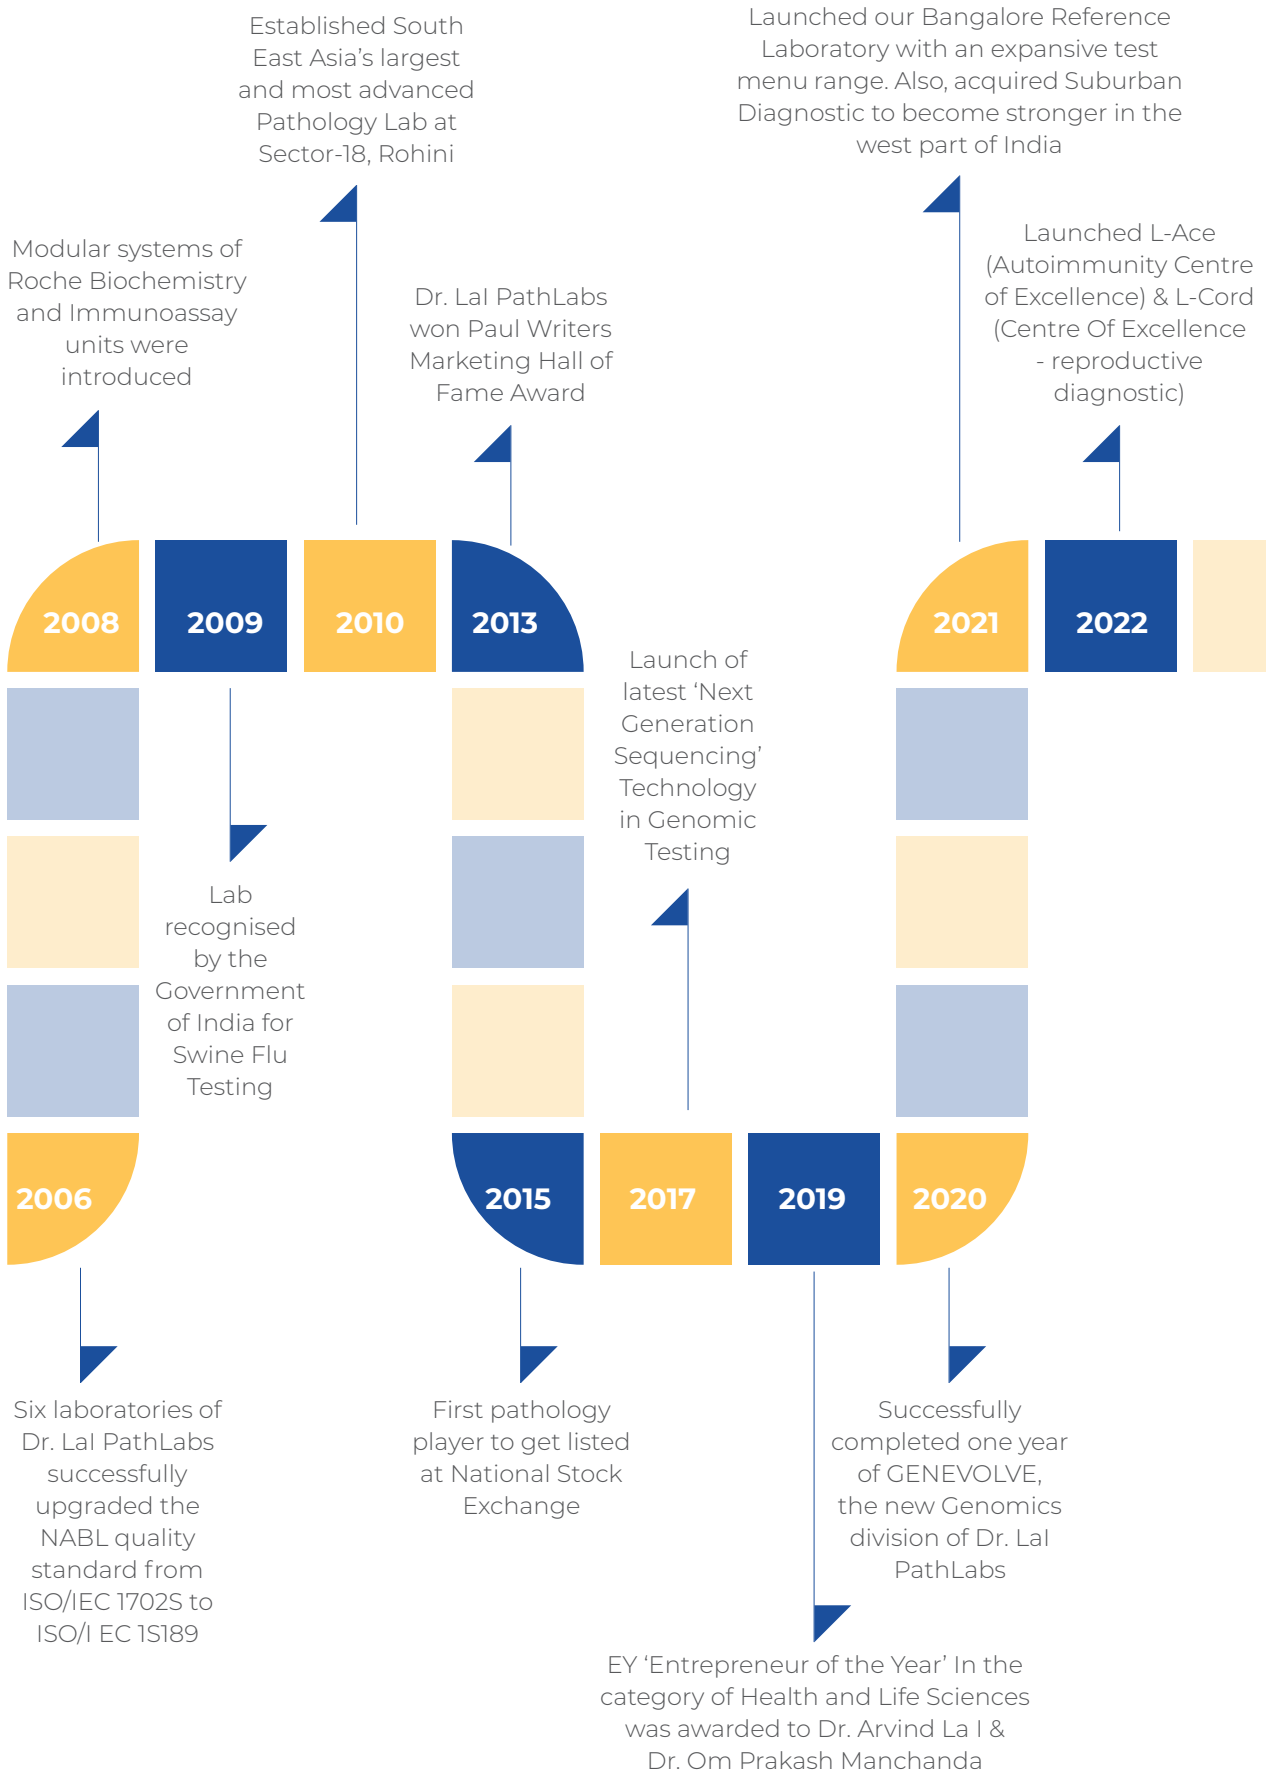 Established South
East Asia's largest
and most advanced
Pathology Lab at
Sector-18, Rohini
Launched our Bangalore Reference
Laboratory with an expansive test
menu range. Also, acquired Suburban
Diagnostic to become stronger in the
west part of India
Modular systems of
Roche Biochemistry
and Immunoassay
units were
introduced
Dr. LaI PathLabs
won Paul Writers
Marketing Hall of
Fame Award
Launched L-Ace
(Autoimmunity Centre
of Excellence) & L-Cord
(Centre Of Excellence
- reproductive
diagnostic)
2008
2009
2010
2013
2021
2022
Launch of
latest ‘Next
Generation
Sequencing’
Technology
in Genomic
Testing
Lab
recognised
by the
Government
of India for
Swine Flu
Testing
2006
2015
2017
2019
2020
Six laboratories of
Dr. LaI PathLabs
successfully
upgraded the
NABL quality
standard from
ISO/IEC 1702S to
ISO/I EC 1S189
First pathology
player to get listed
at National Stock
Exchange
Successfully
completed one year
of GENEVOLVE,
the new Genomics
division of Dr. LaI
PathLabs
EY ‘Entrepreneur of the Year’ In the
category of Health and Life Sciences
was awarded to Dr. Arvind La I &
Dr. Om Prakash Manchanda